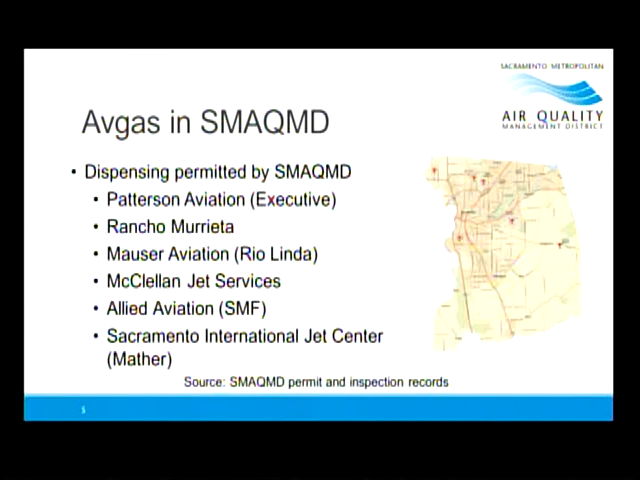 SACRAMENTO METROPOLITAN
AIR QUALITY
MANAGEMENT DISTRICT
Avgas in SMAQMD
• Dispensing permitted by SMAQMD
• Patterson Aviation (Executive)
• Rancho Murrieta
• Mauser Aviation (Rio Linda)
• McClellan Jet Services
• Allied Aviation (SMF)
• Sacramento International Jet Center
(Mather)
Source: SMAQMD permit and inspection records
5